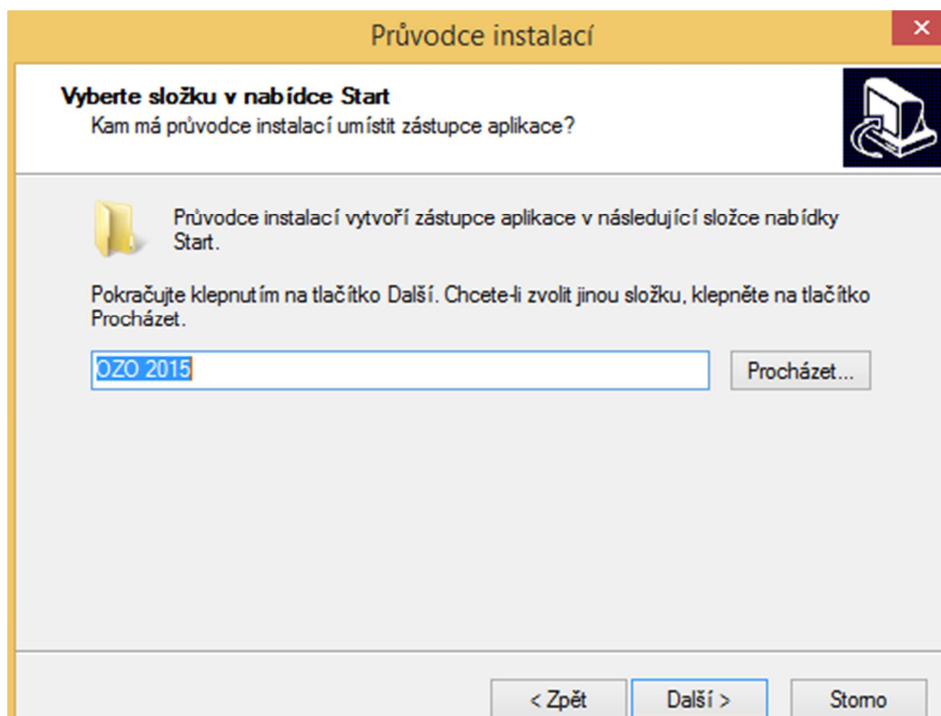 Průvodce instalací
Vyberte složku v nabídce Start
Kam má průvodce instalací umístit zástupce aplikace?
Průvodce instalací vytvoří zástupce aplikace v následující složce nabídky
Start.
Pokračujte klepnutím na tlačítko Další. Chcete-li zvolit jinou složku, klepněte na tlačítko
Procházet.
OZO 2015
Procházet...
< Zpět
Další >
Storno